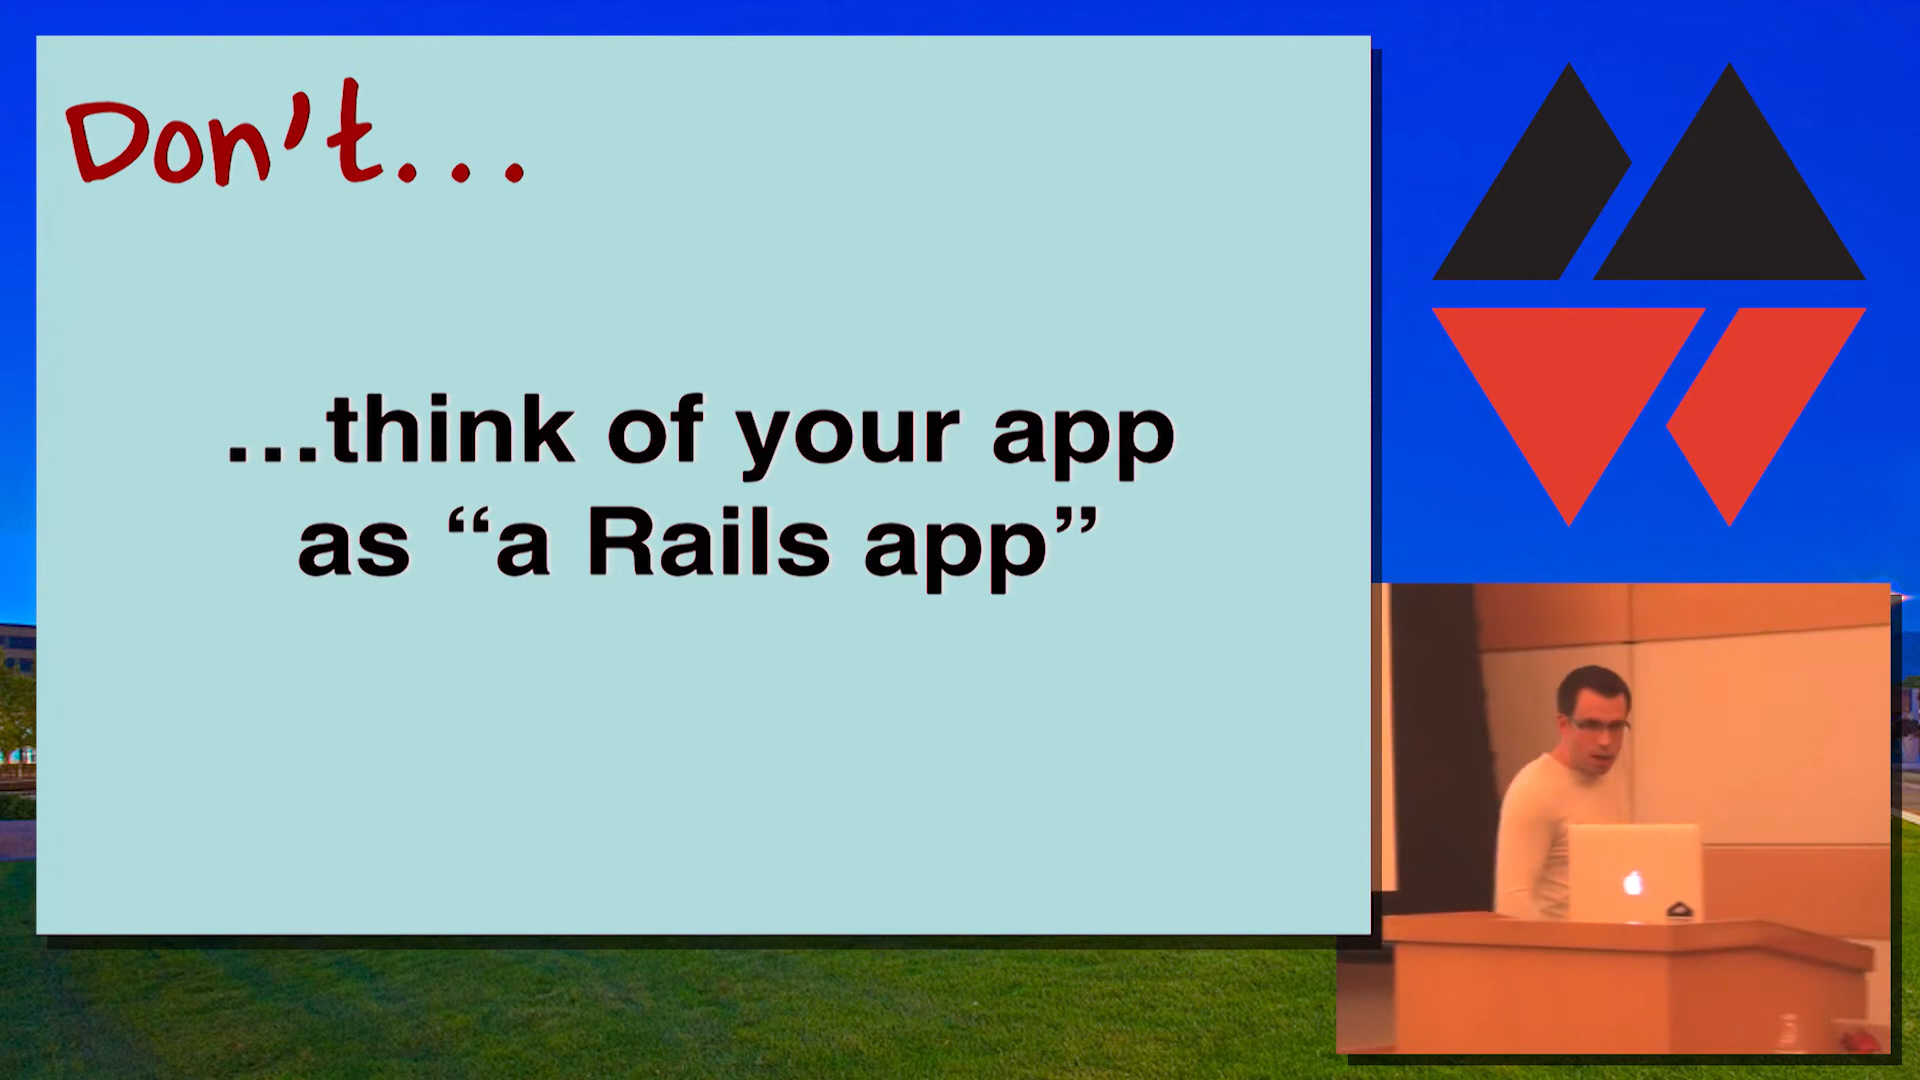 Don't...
...think of your app
as “a Rails app”